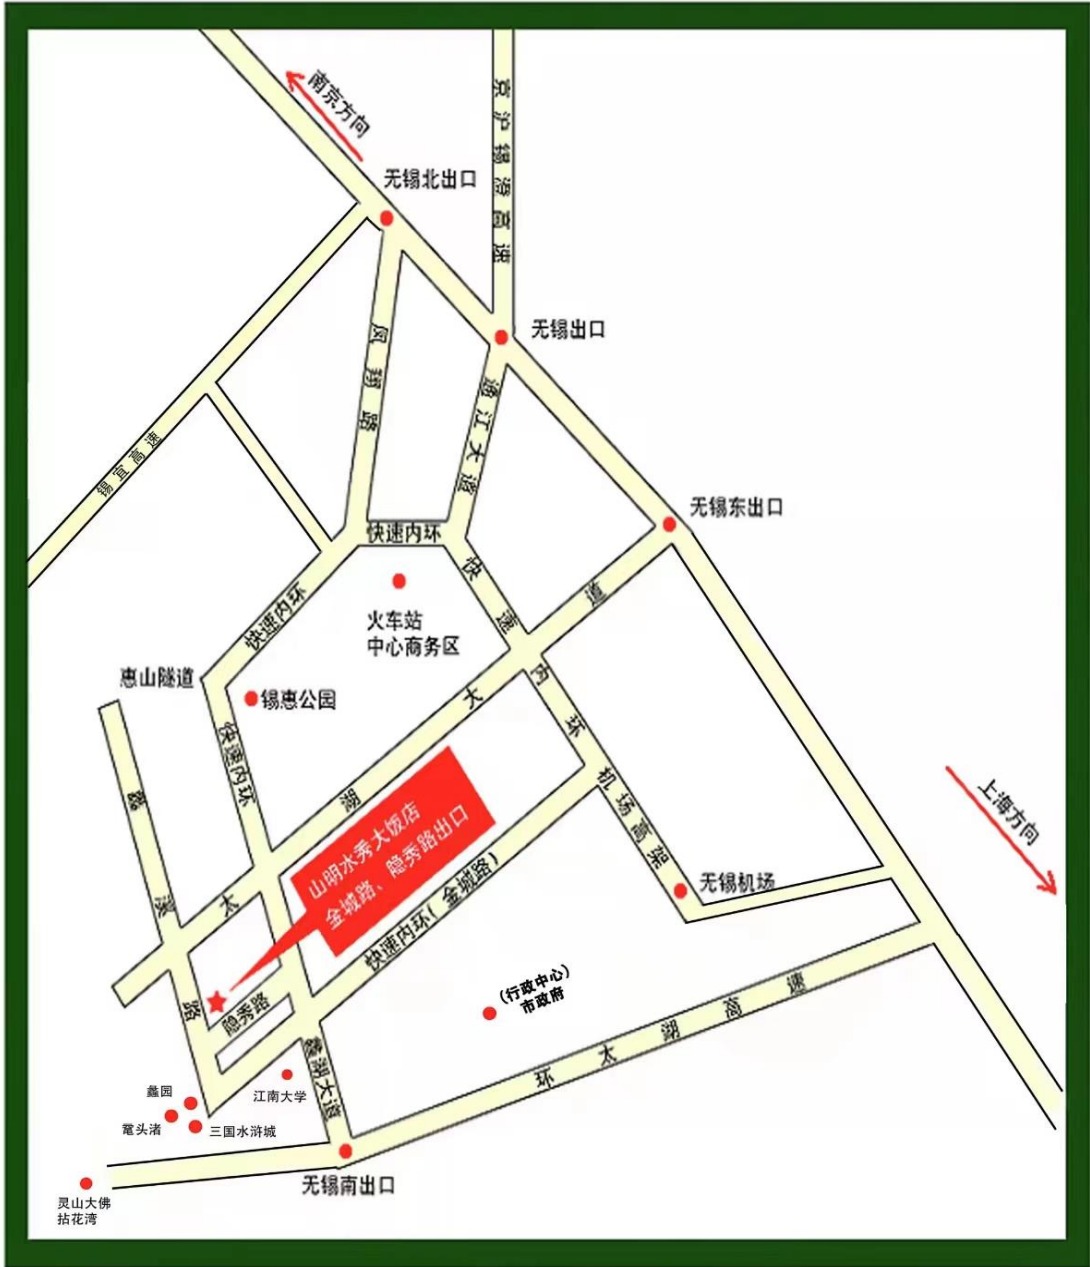 南京方向
京沪锡澄高速
无锡北出口
无锡出口
凤翔路
通江大道
锡宜高速
无锡东出口
快速内环
快速内环
快速内环
火车站
中心商务区
惠山隧道
锡惠公园
快速内环
太湖大道
机场高架
上海方向
山明水秀大饭店
金城路、隐秀路出口
无锡机场
蠡溪路
快速内环(金城路)
(行政中心)
市政府
隐秀路
环太湖高速
蠡湖大道
江南大学
蠡园
鼋头渚
三国水浒城
无锡南出口
灵山大佛
拈花湾